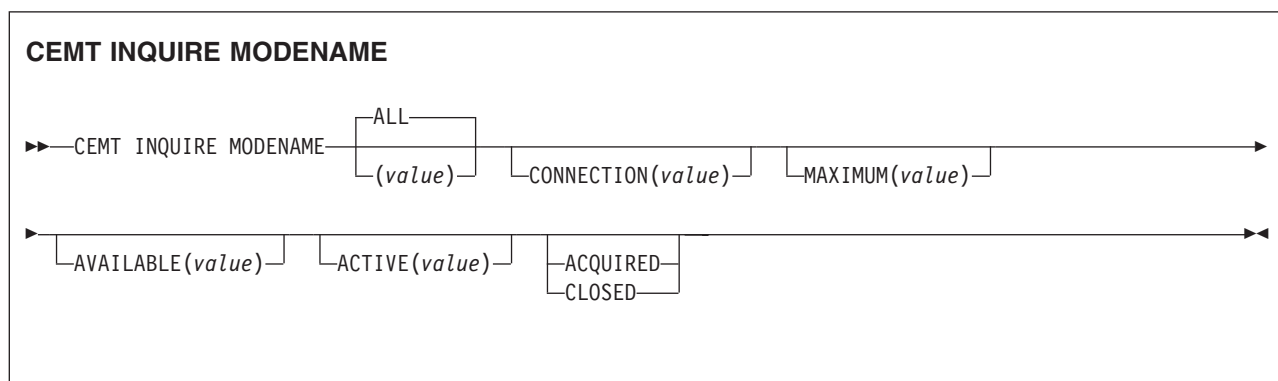 CEMT INQUIRE MODENAME
ALL
CEMT INQUIRE MODENAME
(value)
CONNECTION(value)
MAXIMUM(value)
AVAILABLE(value)
ACTIVE(value)
ACQUIRED
CLOSED